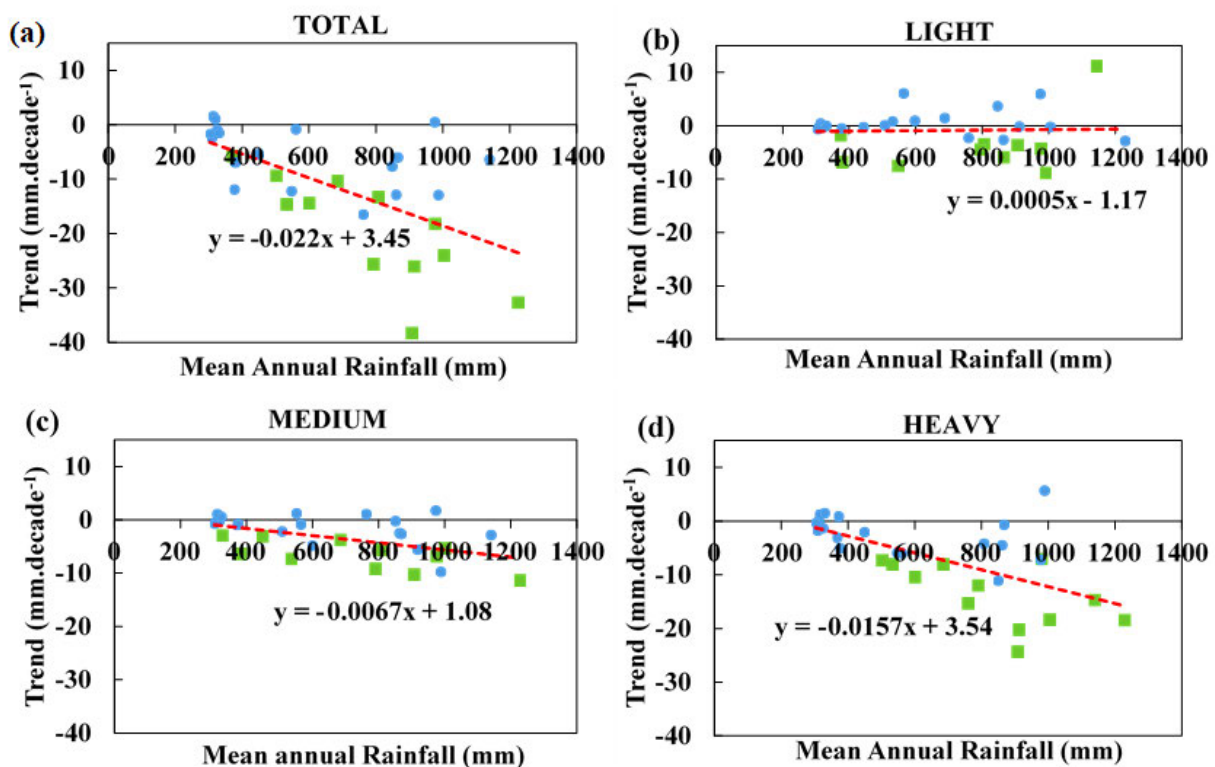 (a)
TOTAL
Trend (mm.decade⁻¹)
10
0
-10
-20
-30
-40
200 400 600 800 1000 1200 1400
y = -0.022x + 3.45
Mean Annual Rainfall (mm)
(b)
LIGHT
Trend (mm.decade⁻¹)
10
0
-10
-20
-30
-40
0 200 400 600 800 1000 1200 1400
y = 0.0005x - 1.17
Mean Annual Rainfall (mm)
(c)
MEDIUM
Trend (mm.decade⁻¹)
10
0
-10
-20
-30
-40
0 200 400 600 800 1000 1200 1400
y = -0.0067x + 1.08
Mean annual Rainfall (mm)
(d)
HEAVY
Trend (mm.decade⁻¹)
10
0
-10
-20
-30
-40
0 200 400 600 800 1000 1200 1400
y = -0.0157x + 3.54
Mean Annual Rainfall (mm)